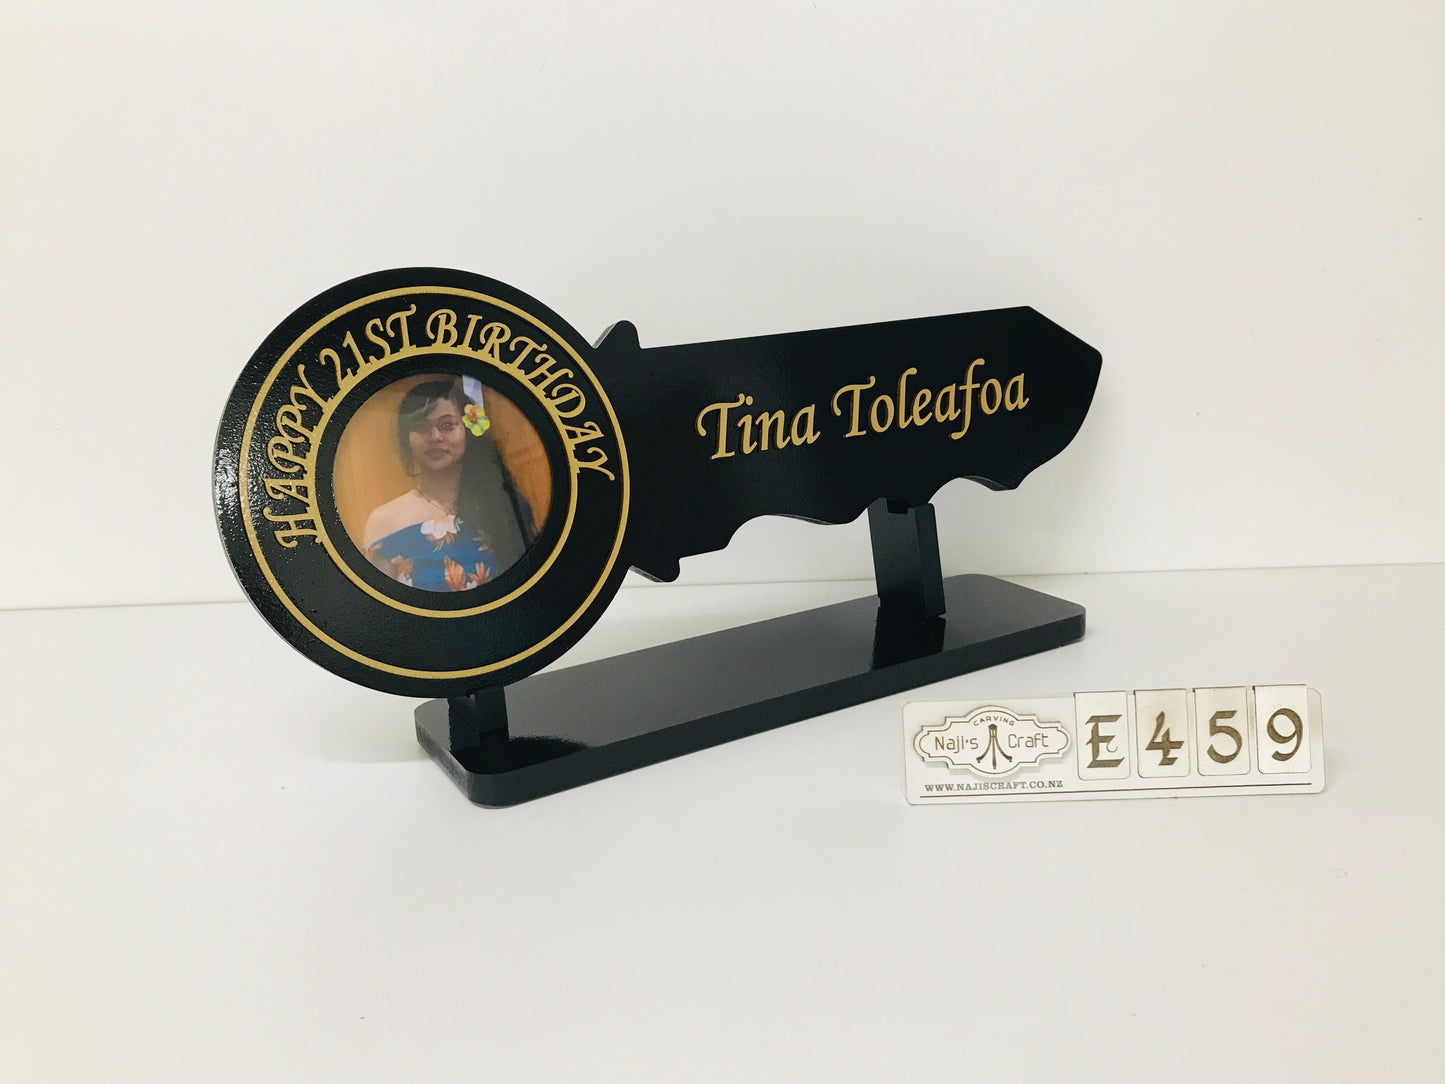 HAPPY 21ST BIRTHDAY
Tina Toleafoa
CARVING
Naji's Craft
E459
WWW.NAJISCRAFT.CO.NZ